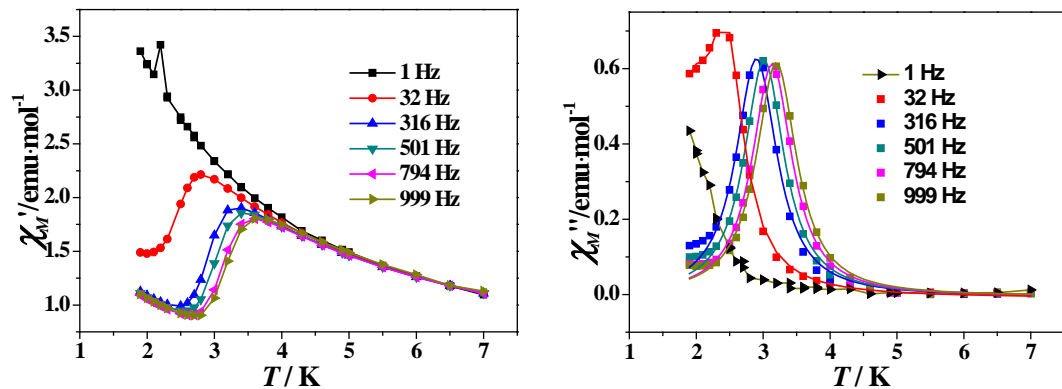 3.5
3.0
2.5
2.0
1.5
1.0
χM'/emu·mol⁻¹
1 Hz
32 Hz
316 Hz
501 Hz
794 Hz
999 Hz
1 2 3 4 5 6 7
T / K
0.6
0.4
0.2
0.0
χM''/emu·mol⁻¹
1 Hz
32 Hz
316 Hz
501 Hz
794 Hz
999 Hz
1 2 3 4 5 6 7
T / K